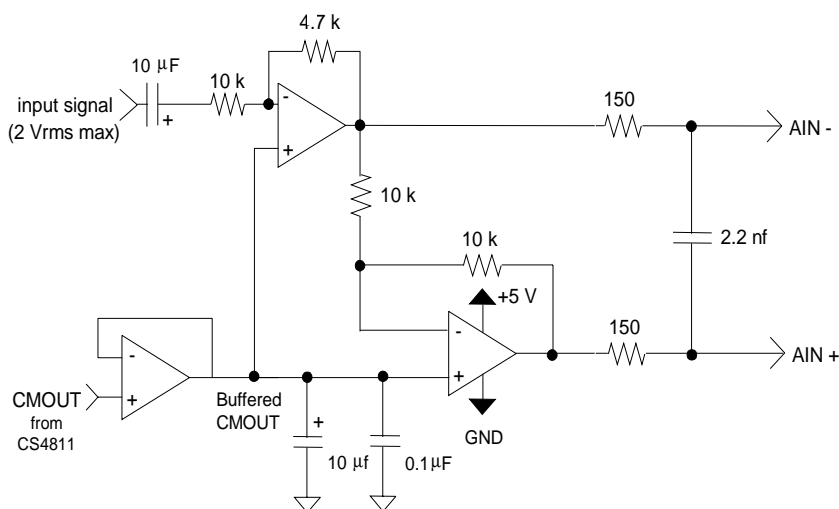 4.7 k
10 μF
10 k
input signal
(2 Vrms max)
+
-
+
150
AIN -
10 k
10 k
2.2 nf
+5 V
-
+
150
AIN +
-
+
CMOUT
from
CS4811
Buffered
CMOUT
+
10 μf
0.1μF
GND